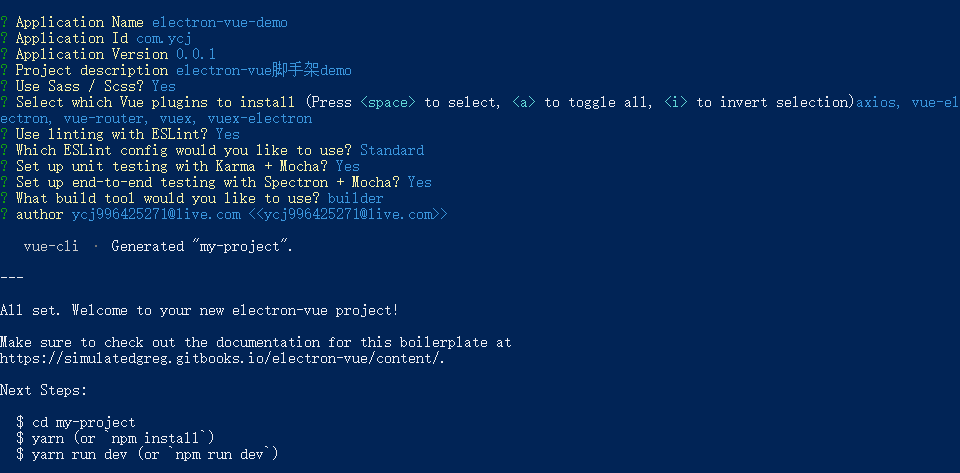 ? Application Name electron-vue-demo
? Application Id com.ycj
? Application Version 0.0.1
? Project description electron-vue脚手架demo
? Use Sass / Scss? Yes
? Select which Vue plugins to install (Press <space> to select, <a> to toggle all, <i> to invert selection)axios, vue-el
ectron, vue-router, vuex, vuex-electron
? Use linting with ESLint? Yes
? Which ESLint config would you like to use? Standard
? Set up unit testing with Karma + Mocha? Yes
? Set up end-to-end testing with Spectron + Mocha? Yes
? What build tool would you like to use? builder
? author ycj996425271@live.com <<ycj996425271@live.com>>
vue-cli · Generated "my-project".
---
All set. Welcome to your new electron-vue project!
Make sure to check out the documentation for this boilerplate at
https://simulatedgreg.gitbooks.io/electron-vue/content/.
Next Steps:
$ cd my-project
$ yarn (or `npm install`)
$ yarn run dev (or `npm run dev`)